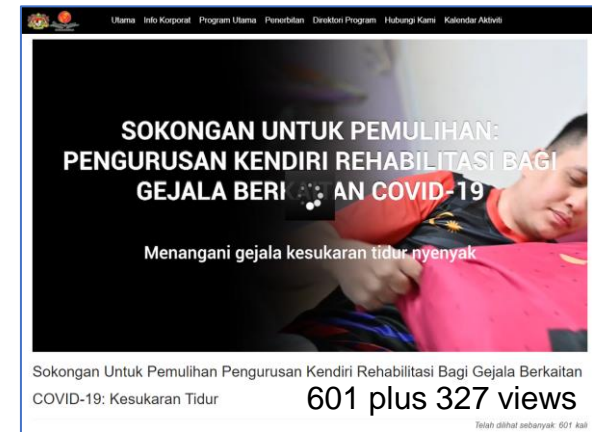 Utama Info Korporat Program Utama Penerbitan Direktori Program Hubungi Kami Kalendar Aktiviti
SOKONGAN UNTUK PEMULIHAN:
PENGURUSAN KENDIRI REHABILITASI BAGI
GEJALA BERKAITAN COVID-19
Menangani gejala kesukaran tidur nyenyak
Sokongan Untuk Pemulihan Pengurusan Kendiri Rehabilitasi Bagi Gejala Berkaitan
COVID-19: Kesukaran Tidur
601 plus 327 views
Telah dilihat sebanyak: 601 kali